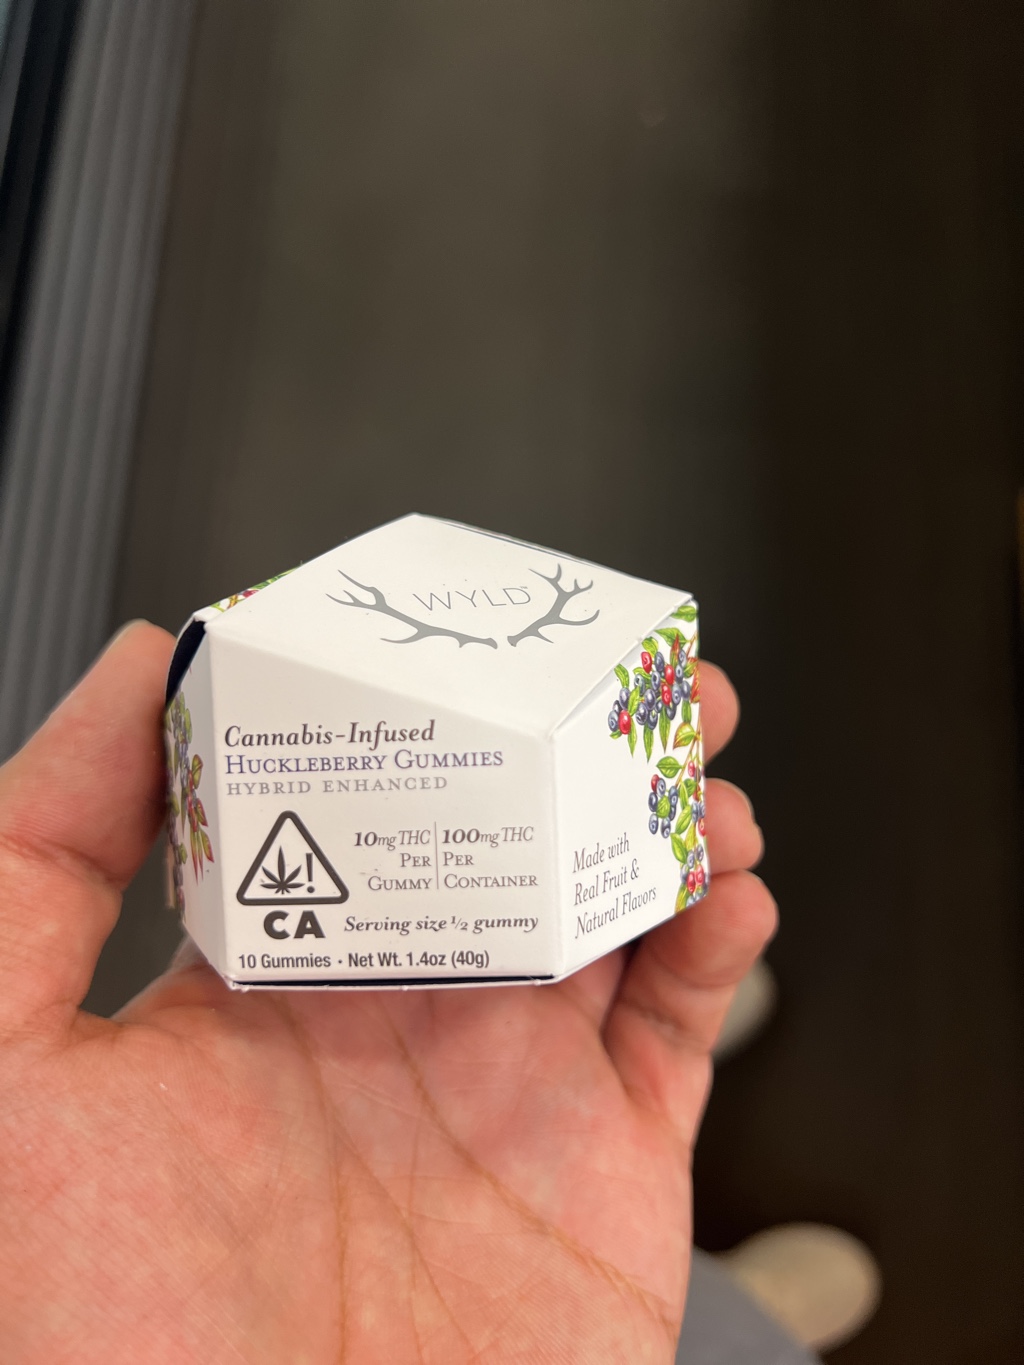 WYLD
Cannabis-Infused
HUCKLEBERRY GUMMIES
HYBRID ENHANCED
10mg THC
PER
GUMMY
100mg THC
PER
CONTAINER
CA
Serving size ½ gummy
10 Gummies • Net Wt. 1.4oz (40g)
Made with
Real Fruit &
Natural Flavors